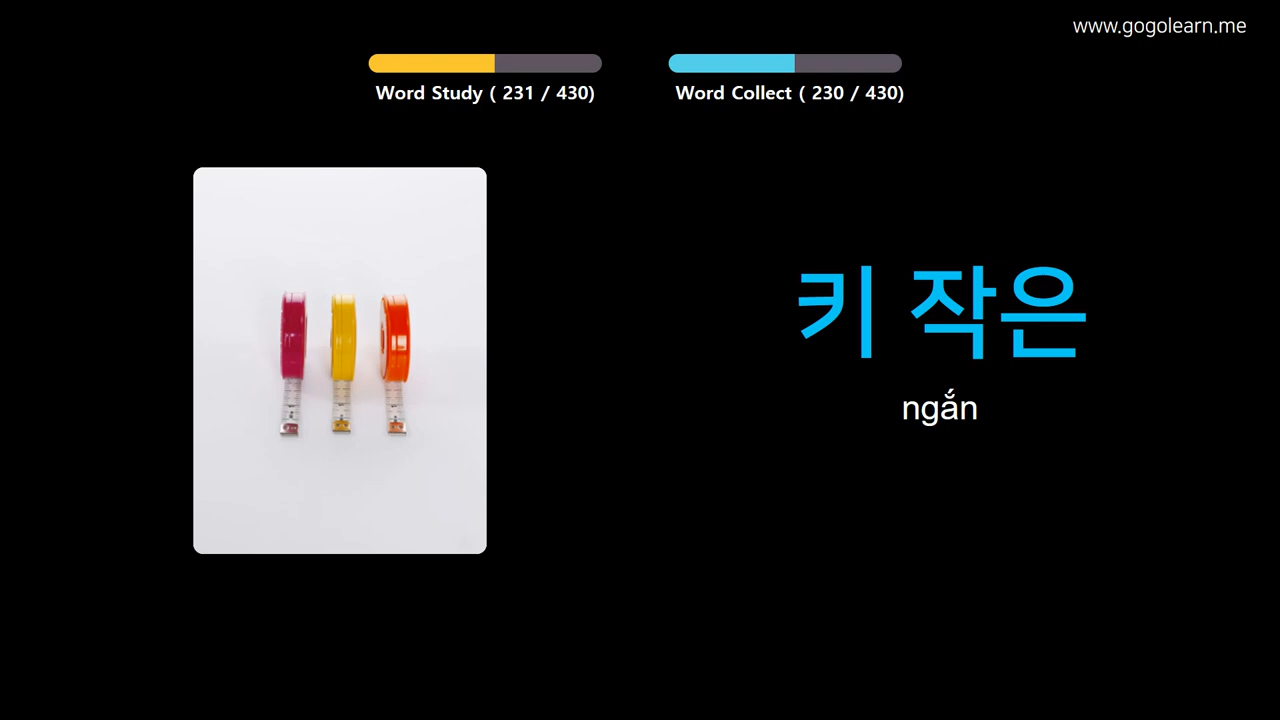 www.gogolearn.me
Word Study ( 231 / 430)
Word Collect ( 230 / 430)
키 작은
ngắn